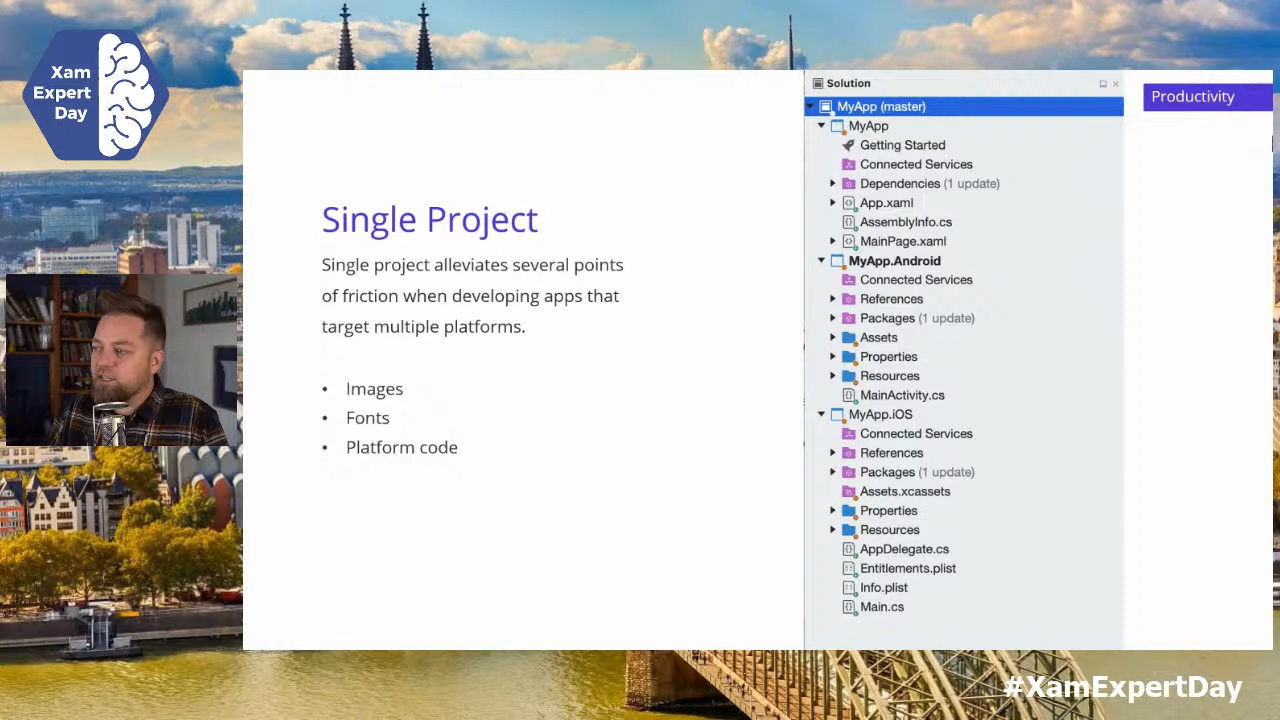 Xam
Expert
Day
Single Project
Single project alleviates several points
of friction when developing apps that
target multiple platforms.
• Images
• Fonts
• Platform code
Solution
MyApp (master)
MyApp
Getting Started
Connected Services
Dependencies (1 update)
App.xaml
AssemblyInfo.cs
MainPage.xaml
MyApp.Android
Connected Services
References
Packages (1 update)
Assets
Properties
Resources
MainActivity.cs
MyApp.iOS
Connected Services
References
Packages (1 update)
Assets.xcassets
Properties
Resources
AppDelegate.cs
Entitlements.plist
Info.plist
Main.cs
Productivity
#XamExpertDay